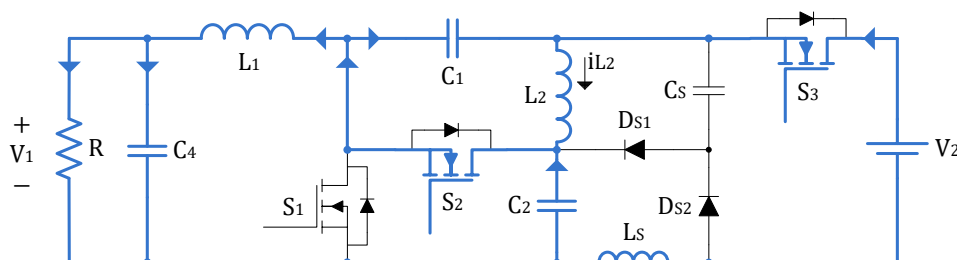 L1
C1
iL2
L2
CS
S3
+
V1
−
R
C4
DS1
V2
S1
S2
C2
DS2
LS